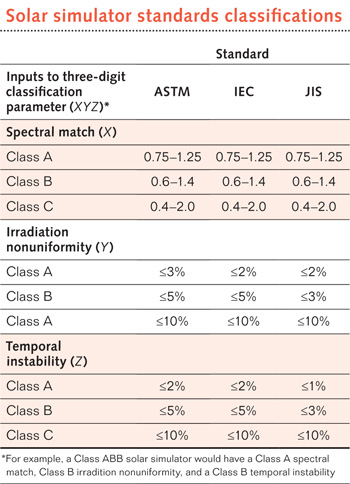 Solar simulator standards classifications
Standard
Inputs to three-digit
classification
parameter (XYZ)* ASTM IEC JIS
Spectral match (X)
Class A 0.75–1.25 0.75–1.25 0.75–1.25
Class B 0.6–1.4 0.6–1.4 0.6–1.4
Class C 0.4–2.0 0.4–2.0 0.4–2.0
Irradiation
nonuniformity (Y)
Class A ≤3% ≤2% ≤2%
Class B ≤5% ≤5% ≤3%
Class A ≤10% ≤10% ≤10%
Temporal
instability (Z)
Class A ≤2% ≤2% ≤1%
Class B ≤5% ≤5% ≤3%
Class C ≤10% ≤10% ≤10%
*For example, a Class ABB solar simulator would have a Class A spectral
match, Class B irradition nonuniformity, and a Class B temporal instability